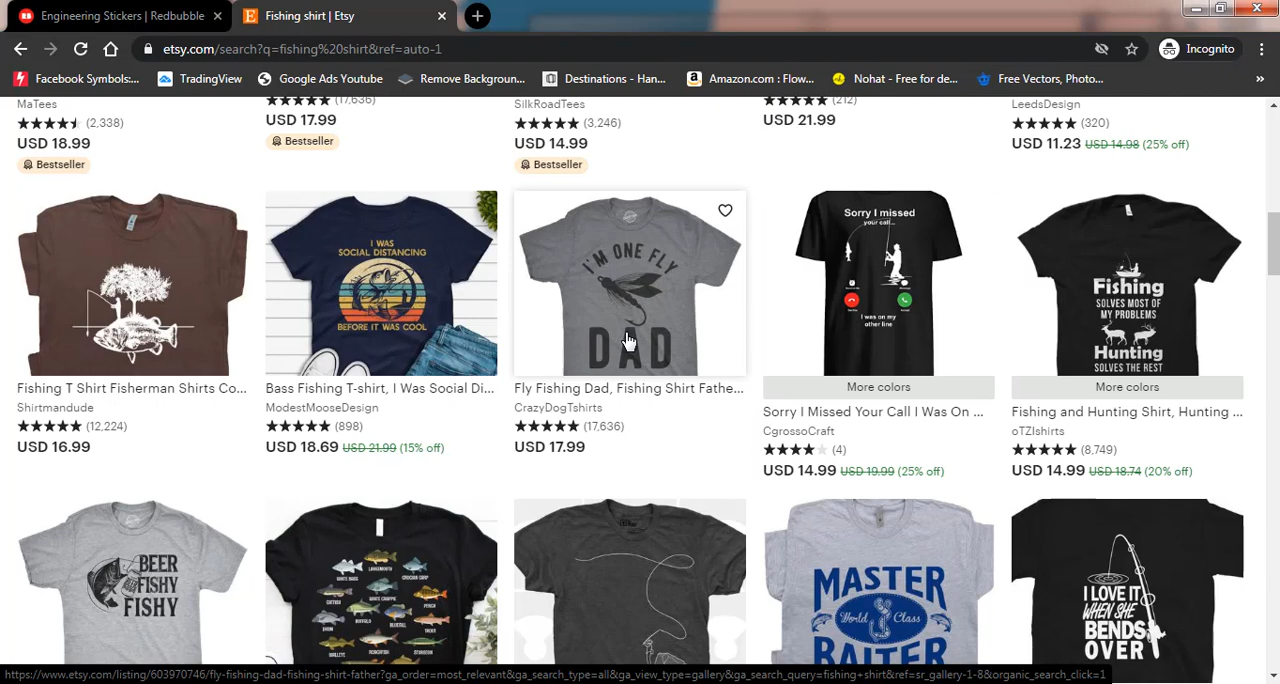 Engineering Stickers | Redbubble
Fishing shirt | Etsy
etsy.com/search?q=fishing%20shirt&ref=auto-1
Incognito
Facebook Symbols:...
TradingView
Google Ads Youtube
Remove Backgroun...
Destinations - Han...
Amazon.com : Flow...
Nohat - Free for de...
Free Vectors, Photo...
»
MaTees
(2,338)
USD 18.99
Bestseller
(17,636)
USD 17.99
Bestseller
SilkRoadTees
(3,246)
USD 14.99
Bestseller
(212)
USD 21.99
LeedsDesign
(320)
USD 11.23 USD 14.98 (25% off)
I WAS
SOCIAL DISTANCING
BEFORE IT WAS COOL
I'M ONE FLY
DAD
Sorry I missed
your call...
I was on my
other line
Fishing
SOLVES MOST OF
MY PROBLEMS
Hunting
SOLVES THE REST
More colors
More colors
Fishing T Shirt Fisherman Shirts Co...
Shirtmandude
(12,224)
USD 16.99
Bass Fishing T-shirt, I Was Social Di...
ModestMooseDesign
(898)
USD 18.69 USD 21.99 (15% off)
Fly Fishing Dad, Fishing Shirt Fathe...
CrazyDogTshirts
(17,636)
USD 17.99
Sorry I Missed Your Call I Was On ...
CgrossoCraft
(4)
USD 14.99 USD 19.99 (25% off)
Fishing and Hunting Shirt, Hunting ...
oTZIshirts
(8,749)
USD 14.99 USD 18.74 (20% off)
BEER
FISHY
FISHY
WHITE BASS
CATFISH
PERCH
DRUM
BUFFALO
BLUEGILL
TROUT
WALLEYE
STURGEON
MASTER
World Class
BAITER
I LOVE IT
WHEN SHE
BENDS
OVER
https://www.etsy.com/listing/603970746/fly-fishing-dad-fishing-shirt-father?ga_order=most_relevant&ga_search_type=all&ga_view_type=gallery&ga_search_query=fishing+shirt&ref=sr_gallery-1-8&organic_search_click=1